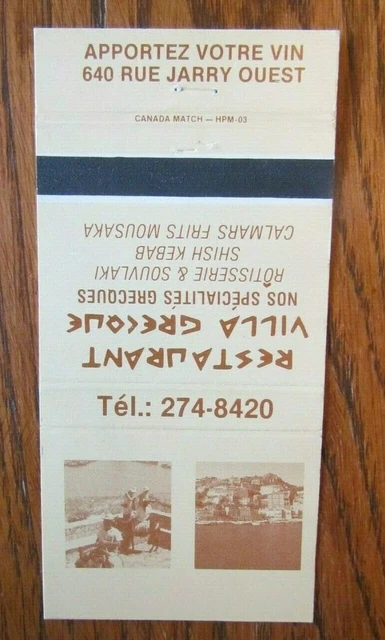 APPORTEZ VOTRE VIN
640 RUE JARRY OUEST
CANADA MATCH — HPM-03
RESTAURANT
VILLA GRECQUE
NOS SPÉCIALITÉS GRECQUES
RÔTISSERIE & SOUVLAKI
SHISH KEBAB
CALMARS FRITS MOUSAKA
Tél.: 274-8420